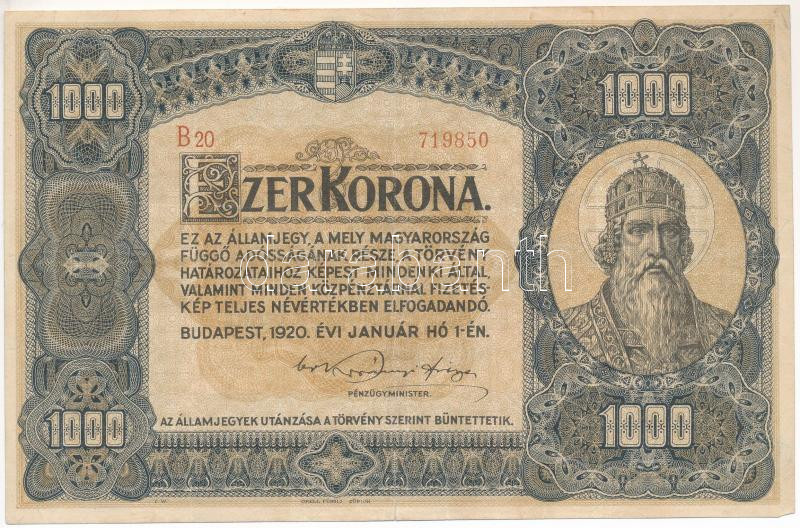 1000
1000
B 20 719850
EZER KORONA.
EZ AZ ÁLLAMJEGY, A MELY MAGYARORSZÁG
FÜGGŐ ADÓSSÁGÁNAK RÉSZE, A TÖRVÉNY
HATÁROZATAIHOZ KÉPEST MINDENKI ÁLTAL,
VALAMINT MINDEN KÖZPÉNZTÁRNÁL FIZETÉS-
KÉP TELJES NÉVÉRTÉKBEN ELFOGADANDÓ.
BUDAPEST, 1920. ÉVI JANUÁR HÓ 1-ÉN.
PÉNZÜGYMINISTER.
AZ ÁLLAMJEGYEK UTÁNZÁSA A TÖRVÉNY SZERINT BÜNTETTETIK.
1000
1000
ORELL FÜSSLI ZÜRICH